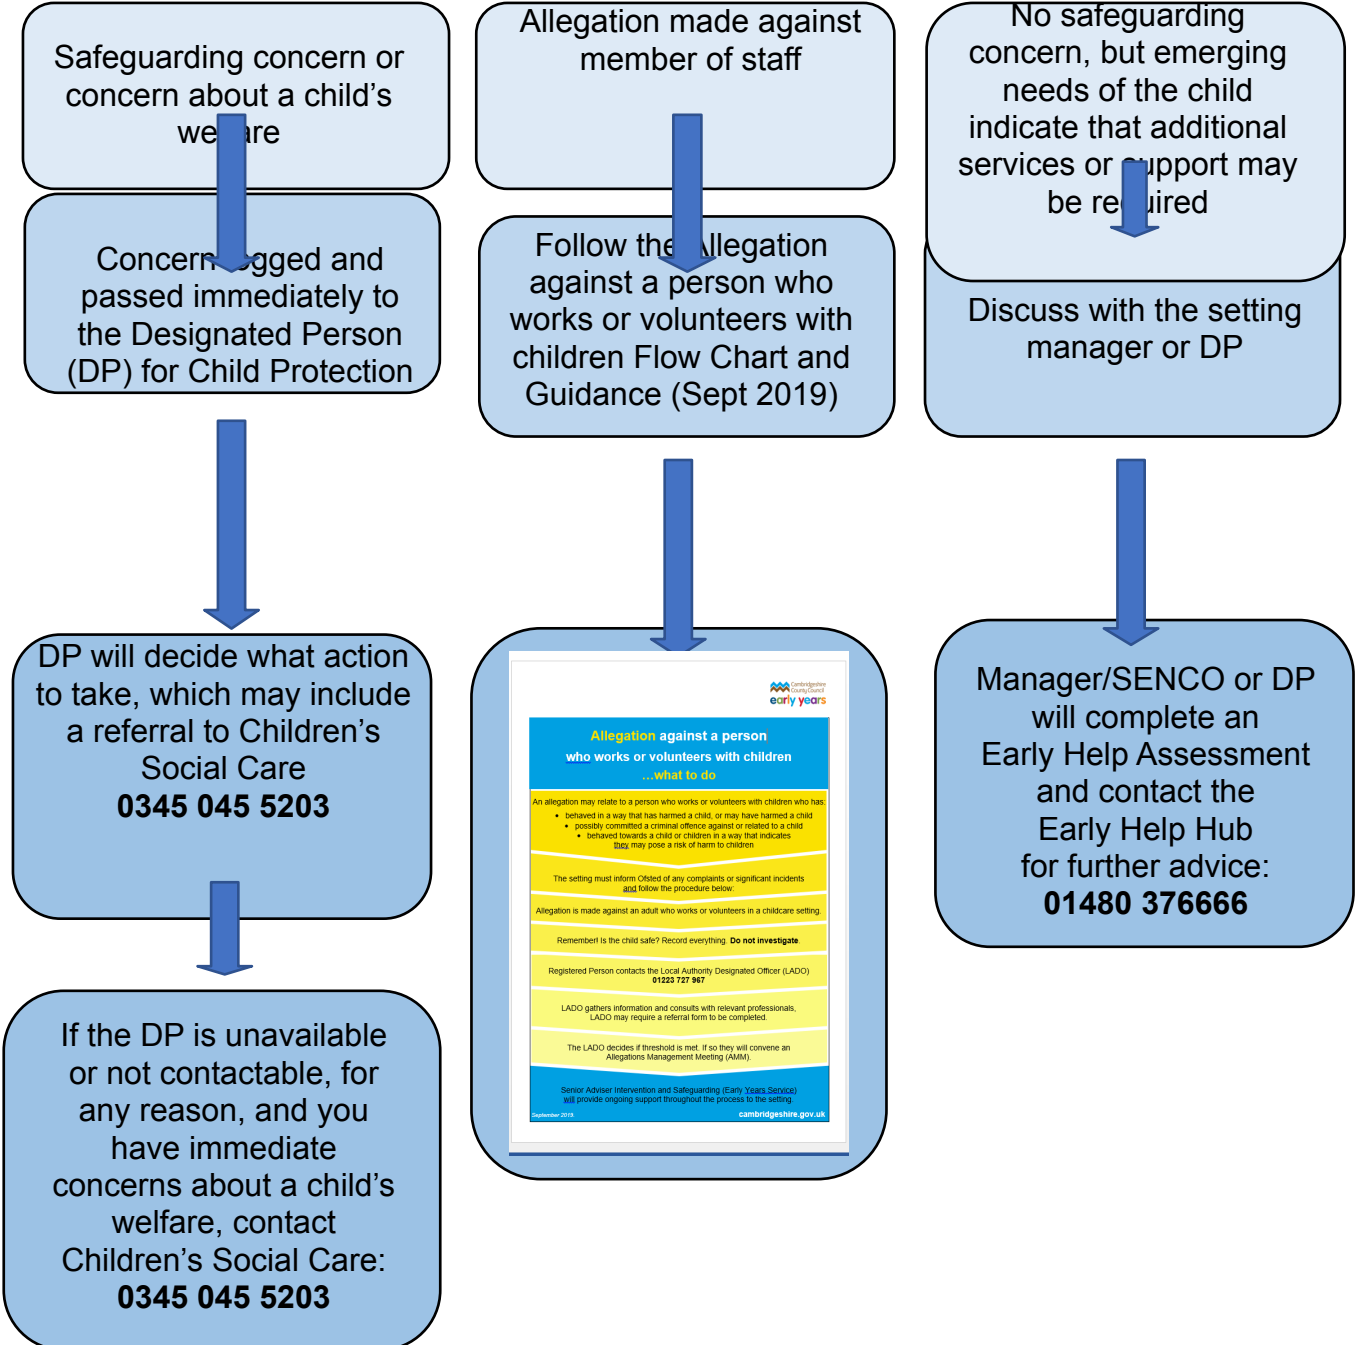 Safeguarding concern or
concern about a child’s
welfare
Concern logged and
passed immediately to
the Designated Person
(DP) for Child Protection
DP will decide what action
to take, which may include
a referral to Children’s
Social Care
0345 045 5203
If the DP is unavailable
or not contactable, for
any reason, and you
have immediate
concerns about a child’s
welfare, contact
Children’s Social Care:
0345 045 5203
Allegation made against
member of staff
Follow the Allegation
against a person who
works or volunteers with
children Flow Chart and
Guidance (Sept 2019)
Cambridgeshire
County Council
early years
Allegation against a person
who works or volunteers with children
…what to do
An allegation may relate to a person who works or volunteers with children who has:
• behaved in a way that has harmed a child, or may have harmed a child
• possibly committed a criminal offence against or related to a child
• behaved towards a child or children in a way that indicates
they may pose a risk of harm to children
The setting must inform Ofsted of any complaints or significant incidents
and follow the procedure below:
Allegation is made against an adult who works or volunteers in a childcare setting.
Remember! Is the child safe? Record everything. Do not investigate.
Registered Person contacts the Local Authority Designated Officer (LADO)
01223 727 967
LADO gathers information and consults with relevant professionals,
LADO may require a referral form to be completed.
The LADO decides if threshold is met. If so they will convene an
Allegations Management Meeting (AMM).
Senior Adviser Intervention and Safeguarding (Early Years Service)
will provide ongoing support throughout the process to the setting.
September 2019
cambridgeshire.gov.uk
No safeguarding
concern, but emerging
needs of the child
indicate that additional
services or support may
be required
Discuss with the setting
manager or DP
Manager/SENCO or DP
will complete an
Early Help Assessment
and contact the
Early Help Hub
for further advice:
01480 376666